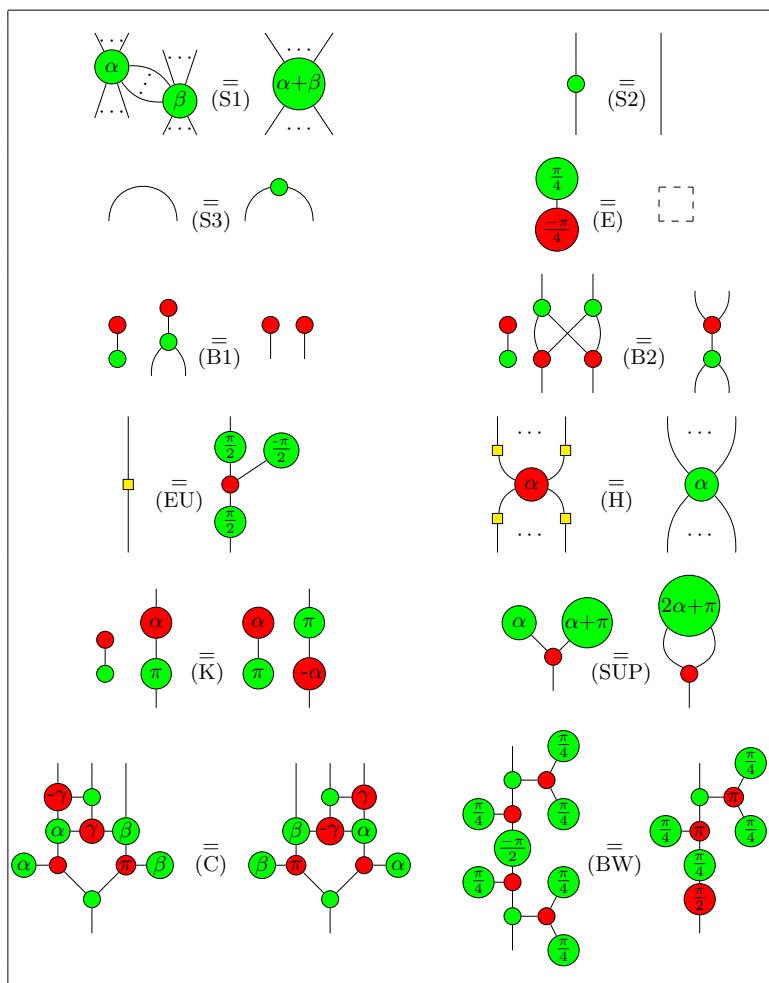 α ... ... ⋮ β ... ... = (S1) α+β ... ...
= (S2)
= (S3)
π/4 -π/4 = (E)
= (B1)
= (B2)
= (EU) π/2 -π/2 π/2
... α ... = (H) ... α ...
α π = (K) α π π -α
α α+π = (SUP) 2α+π
-γ α γ β α π β = (C) γ β -γ α β π α
π/4 π/4 π/4 -π/2 π/4 π/4 π/4 = (BW) π/4 π π/4 π π/4 π/4 π/2